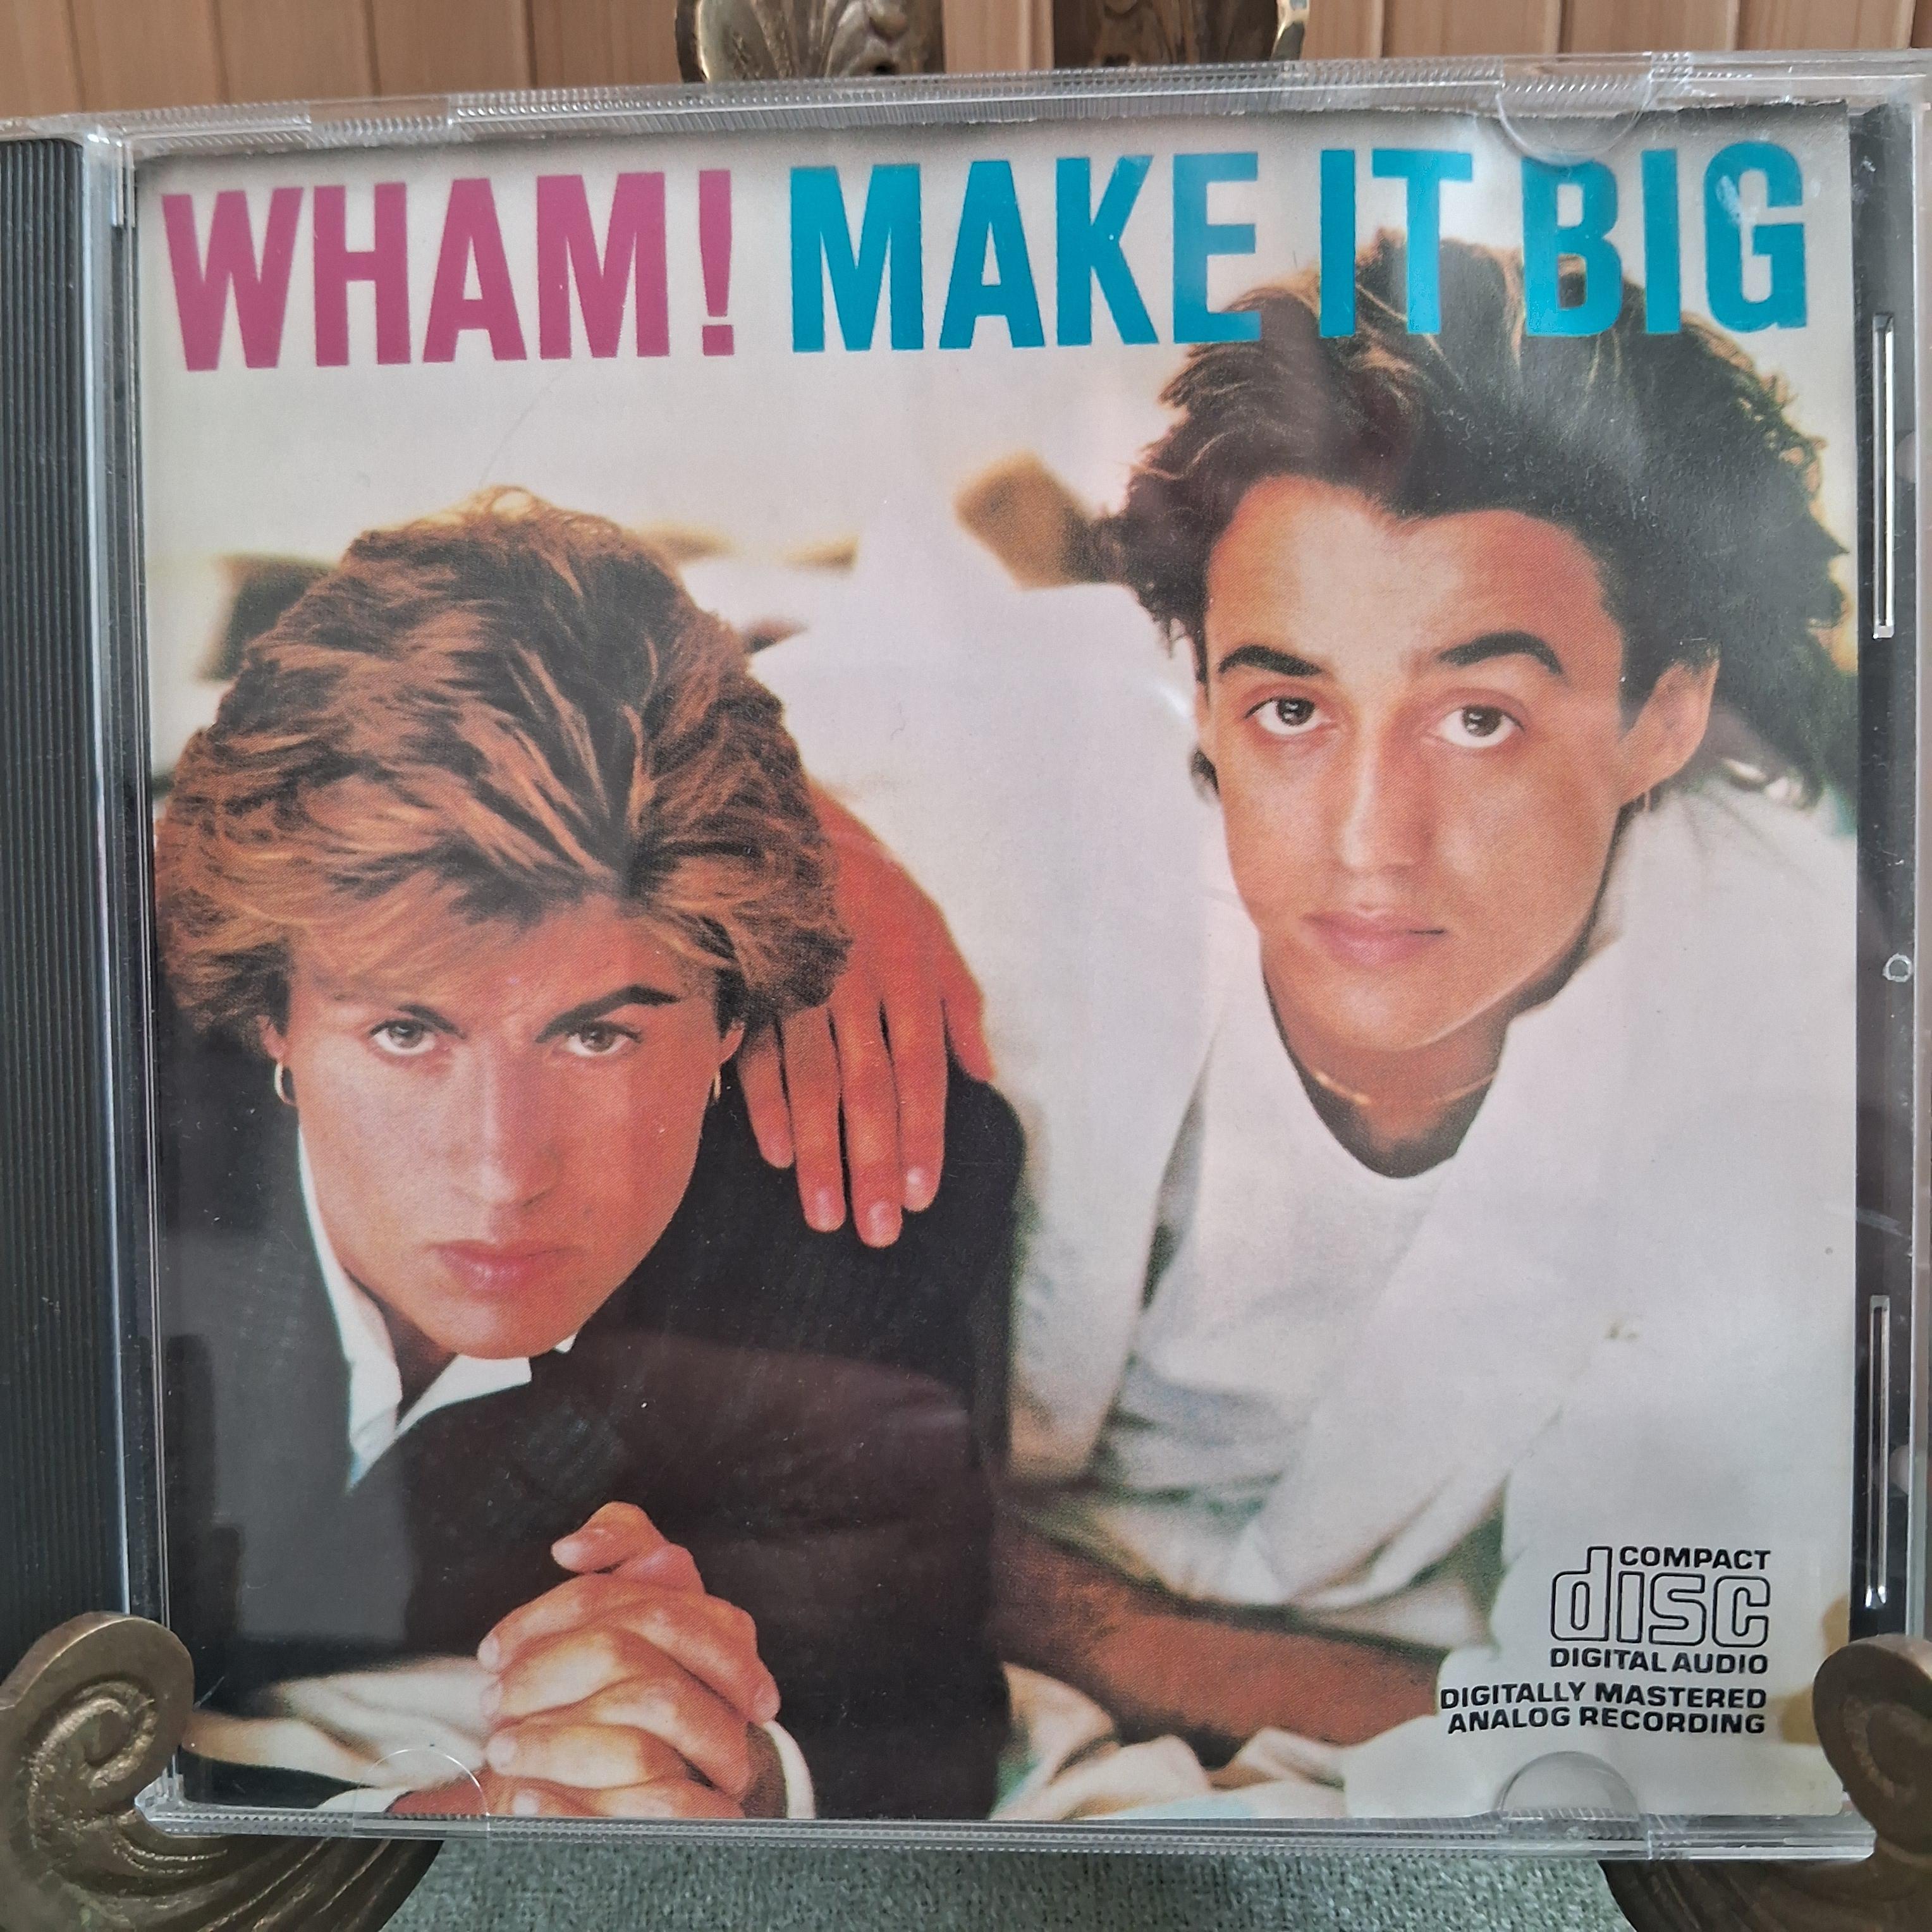 WHAM! MAKE IT BIG
COMPACT
disc
DIGITAL AUDIO
DIGITALLY MASTERED
ANALOG RECORDING